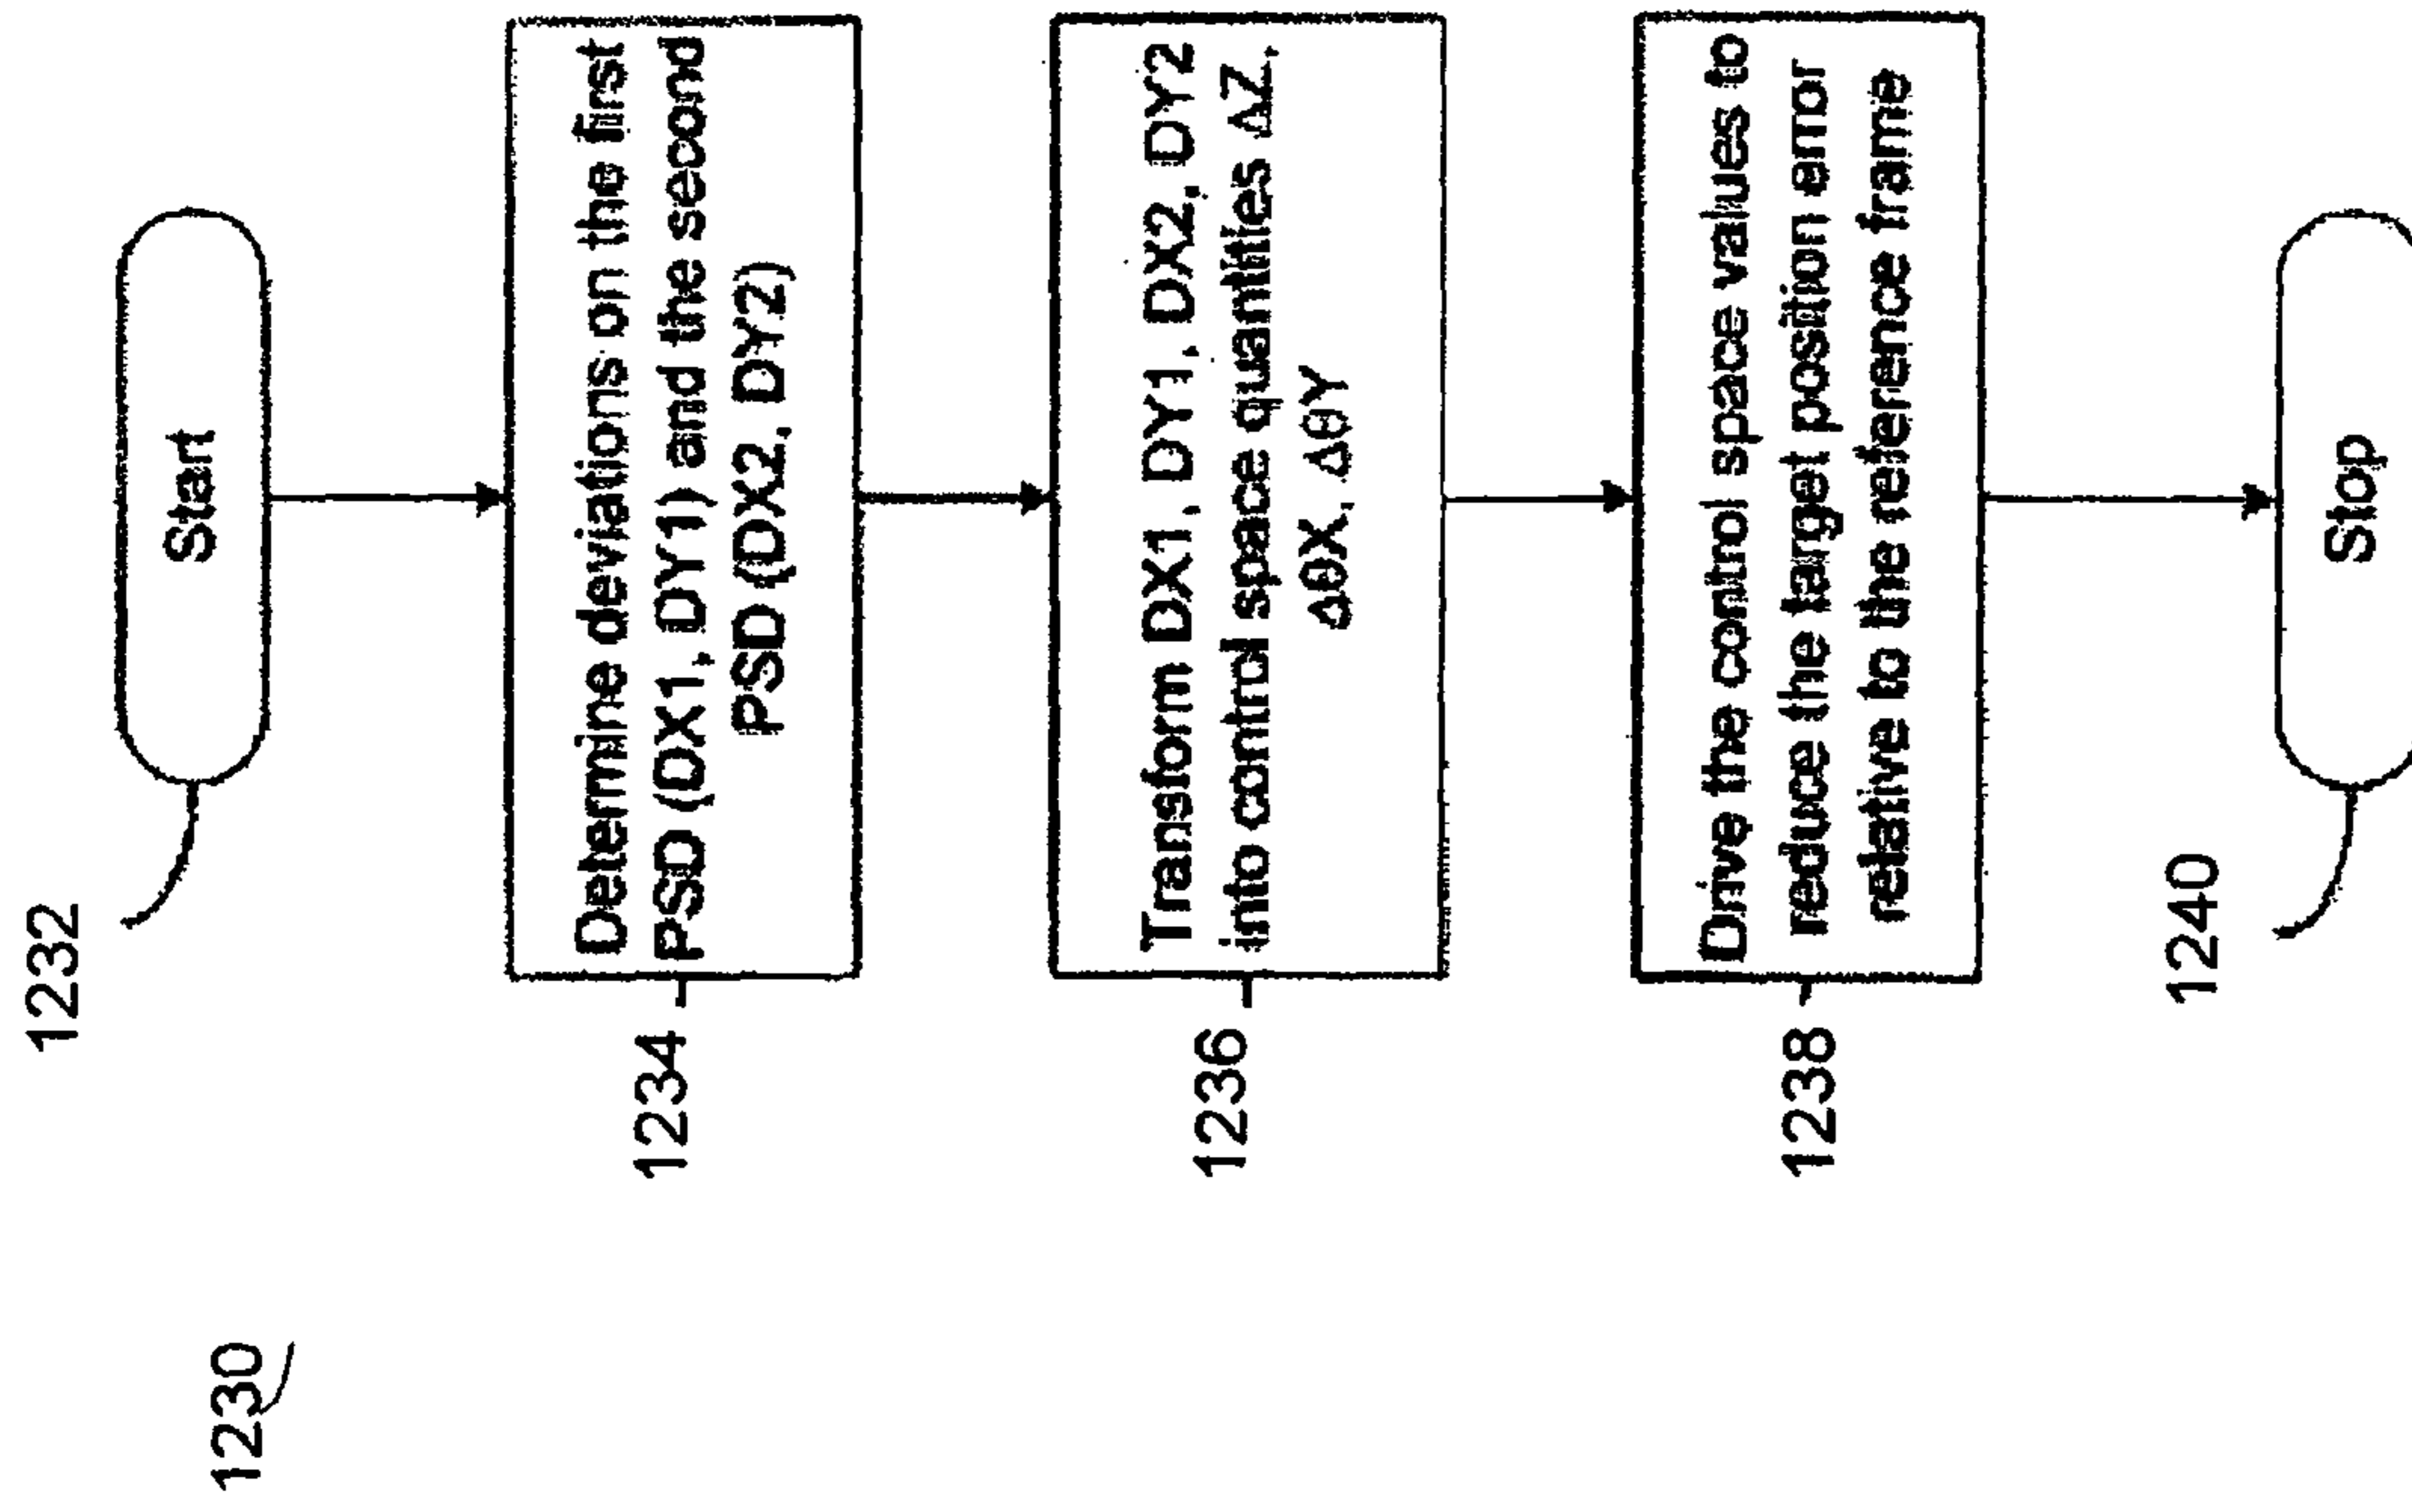 1230
1232
Start
1234
Determine deviations on the first
PSD (DX1, DY1) and the second
PSD (DX2, DY2)
1236
Transform DX1, DY1, DX2, DY2
into control space quantities ΔZ,
ΔθX, ΔθY
1238
Drive the control space values to
reduce the target position error
relative to the reference frame
1240
Stop